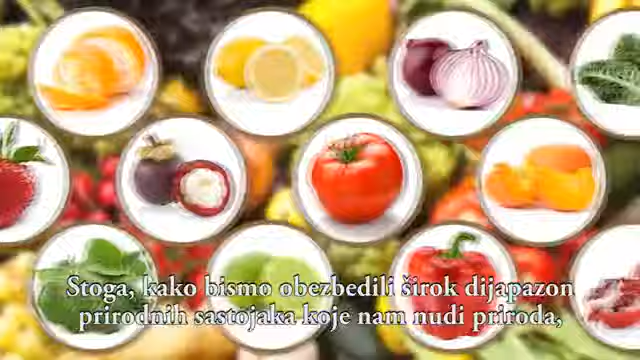 Stoga, kako bismo obezbedili širok dijapazon
prirodnih sastojaka koje nam nudi priroda,